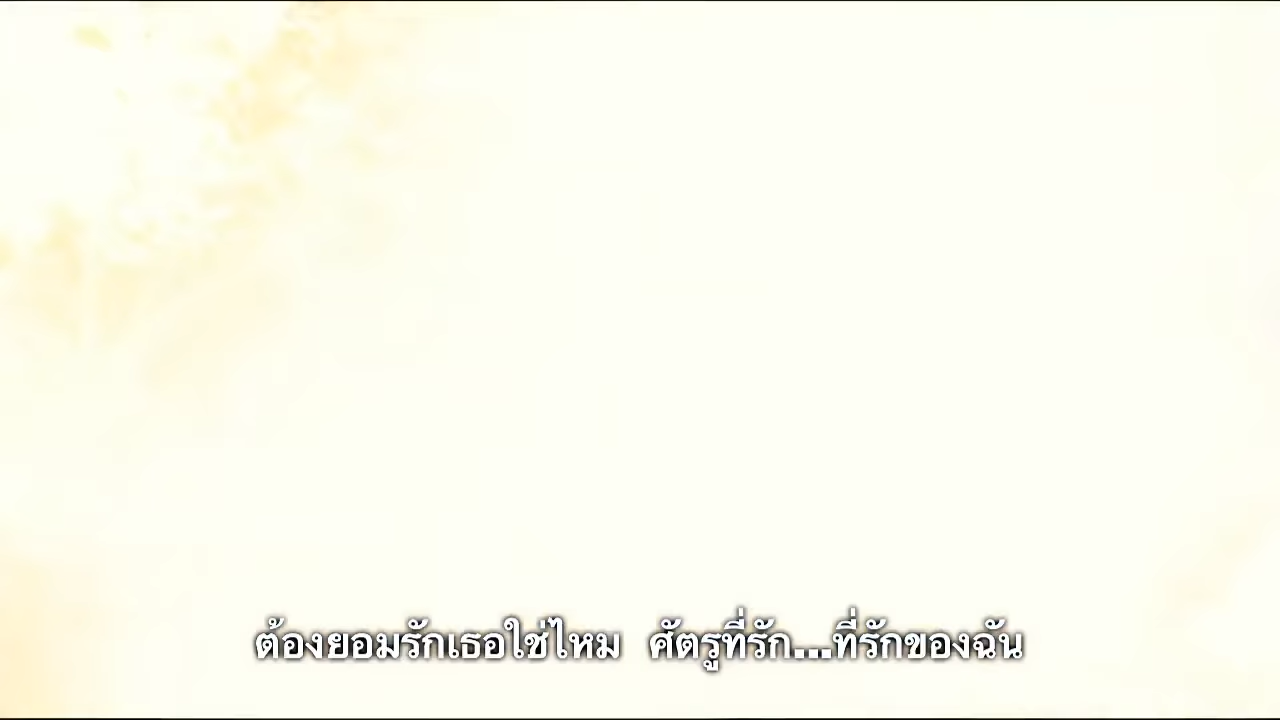 ต้องยอมรักเธอใช่ไหม ศัตรูที่รัก...ที่รักของฉัน